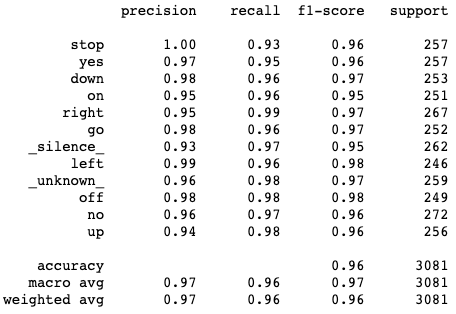 precision recall f1-score support
stop 1.00 0.93 0.96 257
yes 0.97 0.95 0.96 257
down 0.98 0.96 0.97 253
on 0.95 0.96 0.95 251
right 0.95 0.99 0.97 267
go 0.98 0.96 0.97 252
_silence_ 0.93 0.97 0.95 262
left 0.99 0.96 0.98 246
_unknown_ 0.96 0.98 0.97 259
off 0.98 0.98 0.98 249
no 0.96 0.97 0.96 272
up 0.94 0.98 0.96 256
accuracy 0.96 3081
macro avg 0.97 0.96 0.97 3081
weighted avg 0.97 0.96 0.96 3081